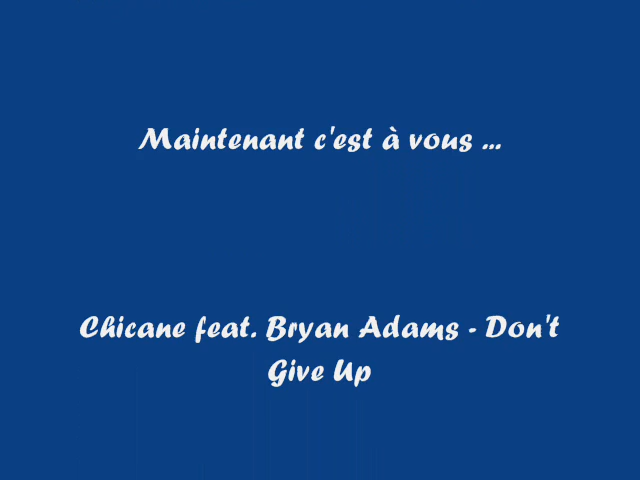 Maintenant c'est à vous ...
Chicane feat. Bryan Adams - Don't
Give Up